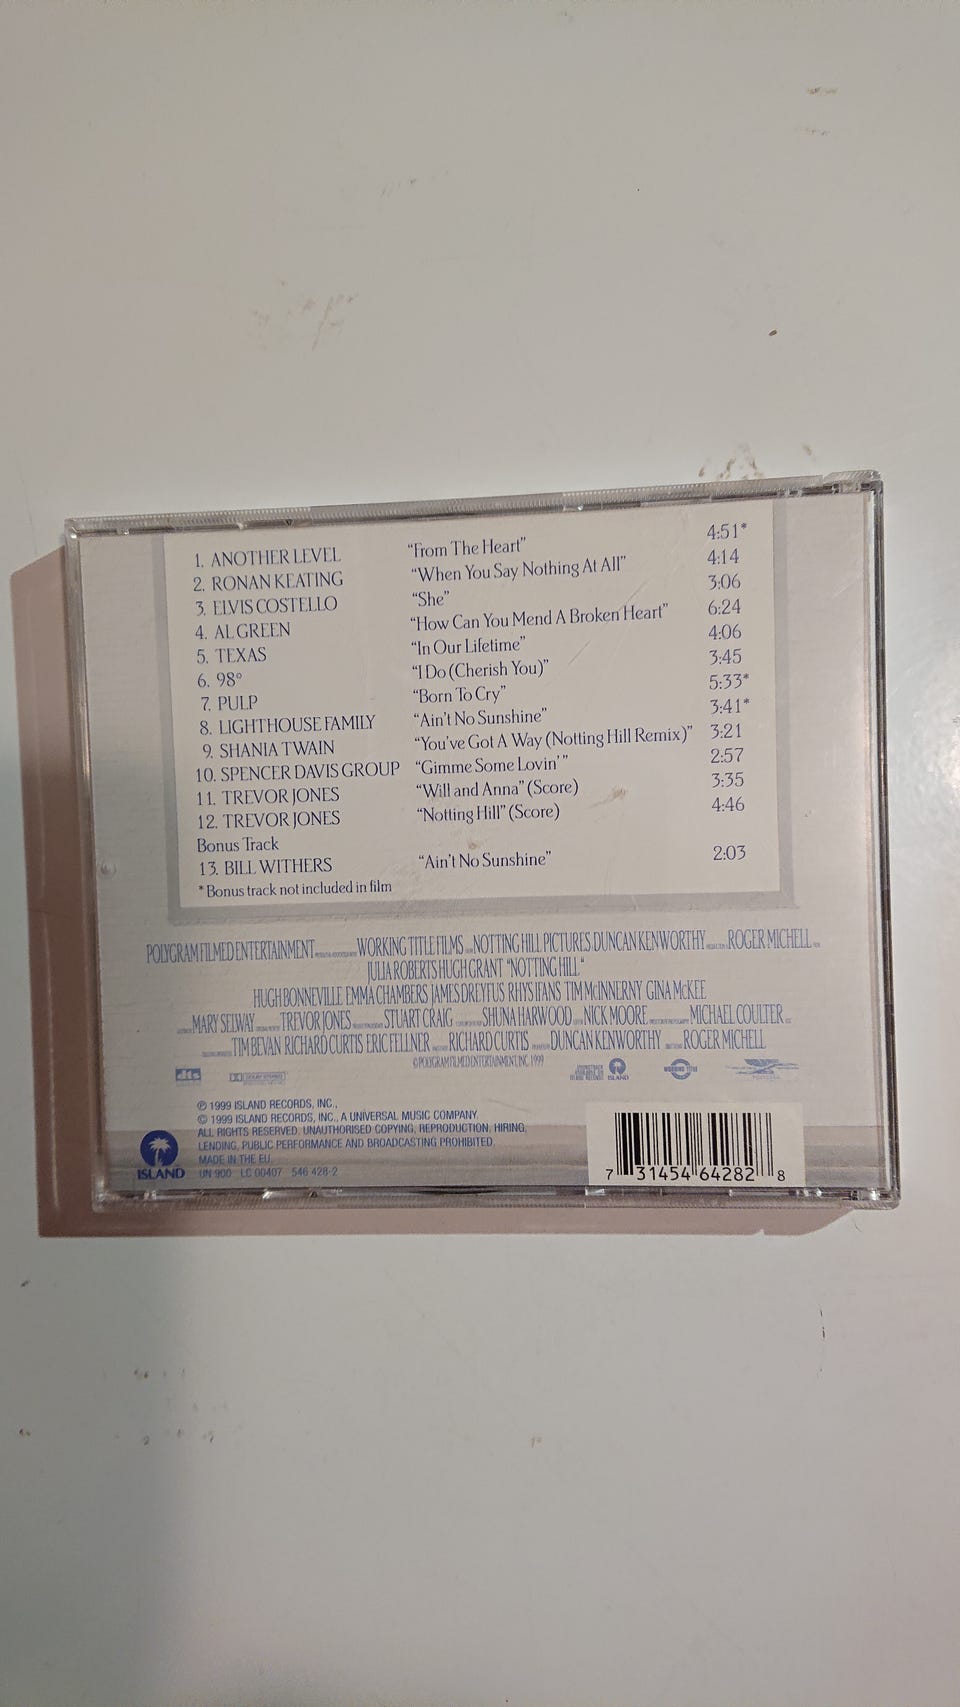 1. ANOTHER LEVEL "From The Heart" 4:51*
2. RONAN KEATING "When You Say Nothing At All" 4:14
3. ELVIS COSTELLO "She" 3:06
4. AL GREEN "How Can You Mend A Broken Heart" 6:24
5. TEXAS "In Our Lifetime" 4:06
6. 98° "I Do (Cherish You)" 3:45
7. PULP "Born To Cry" 5:33*
8. LIGHTHOUSE FAMILY "Ain't No Sunshine" 3:41*
9. SHANIA TWAIN "You've Got A Way (Notting Hill Remix)" 3:21
10. SPENCER DAVIS GROUP "Gimme Some Lovin'" 2:57
11. TREVOR JONES "Will and Anna" (Score) 3:35
12. TREVOR JONES "Notting Hill" (Score) 4:46
Bonus Track
13. BILL WITHERS "Ain't No Sunshine" 2:03
*Bonus track not included in film
POLYGRAM FILMED ENTERTAINMENT WORKING TITLE FILMS NOTTING HILL PICTURES DUNCAN KENWORTHY ROGER MICHELL
JULIA ROBERTS HUGH GRANT "NOTTING HILL"
HUGH BONNEVILLE EMMA CHAMBERS JAMES DREYFUS RHYS IFANS TIM McINNERNY GINA McKEE
MARY SELWAY TREVOR JONES STUART CRAIG SHUNA HARWOOD NICK MOORE MICHAEL COULTER
TIM BEVAN RICHARD CURTIS ERIC FELLNER RICHARD CURTIS DUNCAN KENWORTHY ROGER MICHELL
©POLYGRAM FILMED ENTERTAINMENT INC. 1999
dts DOLBY STEREO ISLAND WORKING TITLE
℗ 1999 ISLAND RECORDS, INC.,
© 1999 ISLAND RECORDS, INC., A UNIVERSAL MUSIC COMPANY.
ALL RIGHTS RESERVED. UNAUTHORISED COPYING, REPRODUCTION, HIRING,
LENDING, PUBLIC PERFORMANCE AND BROADCASTING PROHIBITED.
MADE IN THE EU.
UN 900 LC 00407 546 428-2
ISLAND
7 31454 64282 8